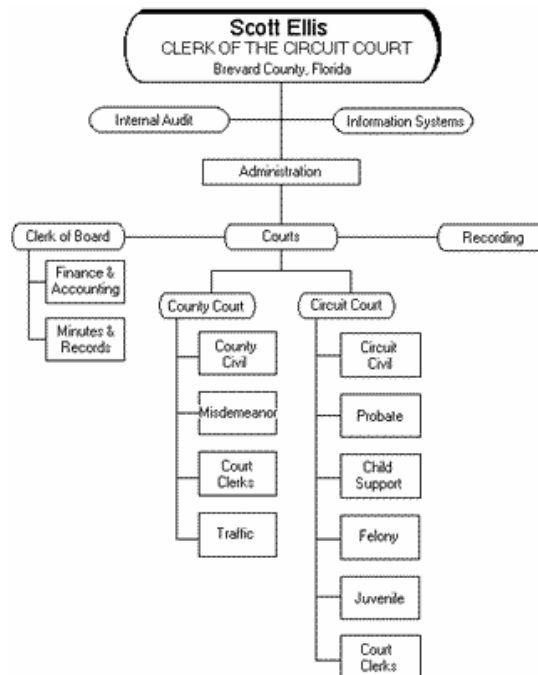 Scott Ellis
CLERK OF THE CIRCUIT COURT
Brevard County, Florida
Internal Audit
Information Systems
Administration
Clerk of Board
Courts
Recording
Finance &
Accounting
Minutes &
Records
County Court
Circuit Court
County
Civil
Misdemeanor
Court
Clerks
Traffic
Circuit
Civil
Probate
Child
Support
Felony
Juvenile
Court
Clerks